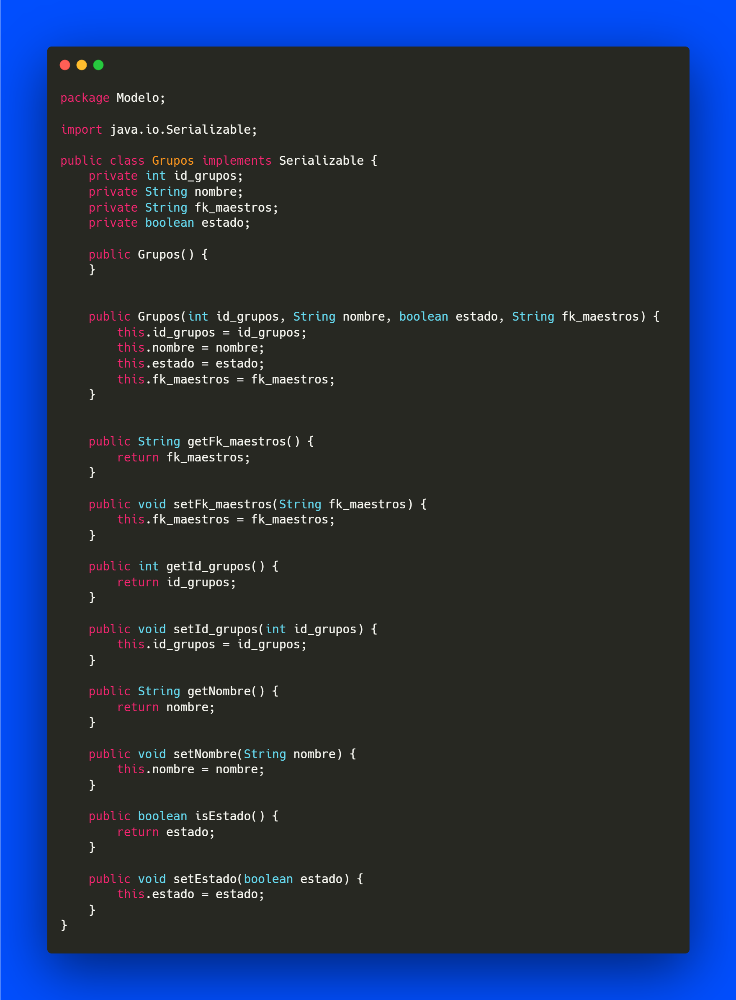 package Modelo;
import java.io.Serializable;
public class Grupos implements Serializable {
    private int id_grupos;
    private String nombre;
    private String fk_maestros;
    private boolean estado;
    public Grupos() {
    }
    public Grupos(int id_grupos, String nombre, boolean estado, String fk_maestros) {
        this.id_grupos = id_grupos;
        this.nombre = nombre;
        this.estado = estado;
        this.fk_maestros = fk_maestros;
    }
    public String getFk_maestros() {
        return fk_maestros;
    }
    public void setFk_maestros(String fk_maestros) {
        this.fk_maestros = fk_maestros;
    }
    public int getId_grupos() {
        return id_grupos;
    }
    public void setId_grupos(int id_grupos) {
        this.id_grupos = id_grupos;
    }
    public String getNombre() {
        return nombre;
    }
    public void setNombre(String nombre) {
        this.nombre = nombre;
    }
    public boolean isEstado() {
        return estado;
    }
    public void setEstado(boolean estado) {
        this.estado = estado;
    }
}